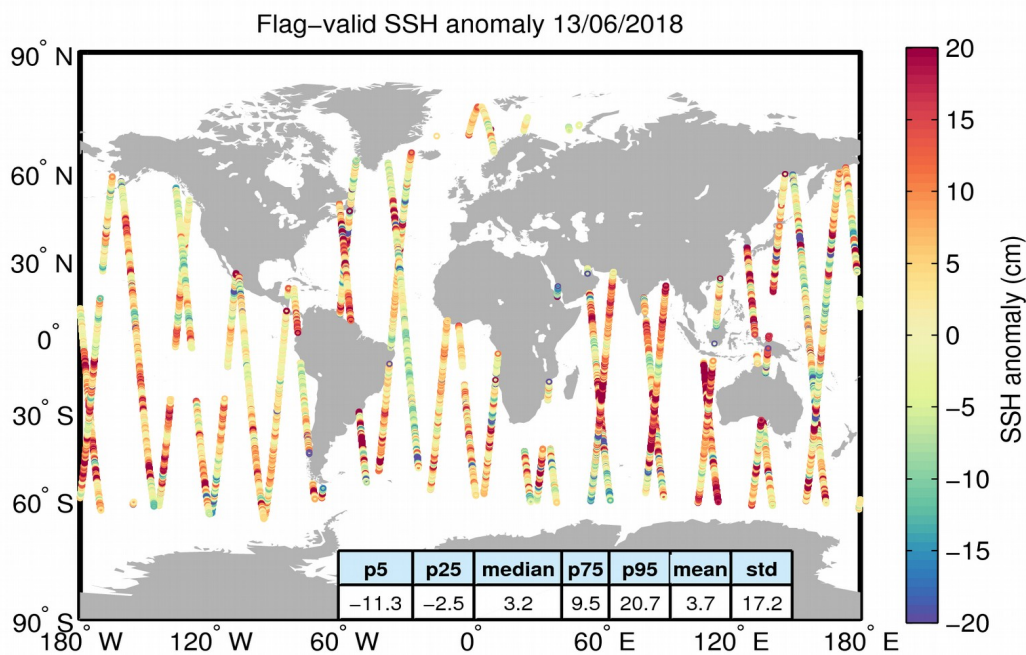 Flag−valid SSH anomaly 13/06/2018
90° N
60° N
30° N
0°
30° S
60° S
90° S
180° W
120° W
60° W
0°
60° E
120° E
180° E
p5 p25 median p75 p95 mean std
−11.3 −2.5 3.2 9.5 20.7 3.7 17.2
20
15
10
5
0
−5
−10
−15
−20
SSH anomaly (cm)